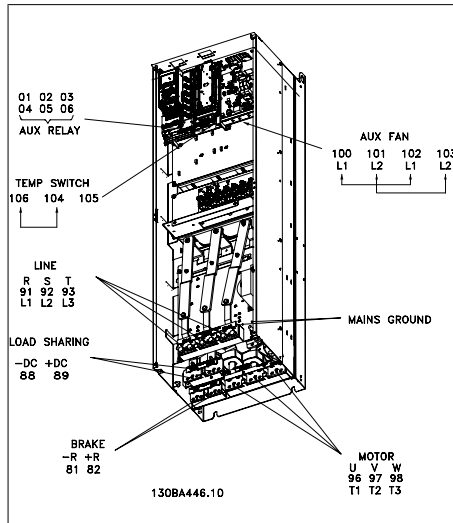 01 02 03
04 05 06
AUX RELAY
AUX FAN
100 101 102 103
L1 L2 L1 L2
TEMP SWITCH
106 104 105
LINE
R S T
91 92 93
L1 L2 L3
MAINS GROUND
LOAD SHARING
-DC +DC
88 89
BRAKE
-R +R
81 82
MOTOR
U V W
96 97 98
T1 T2 T3
130BA446.10